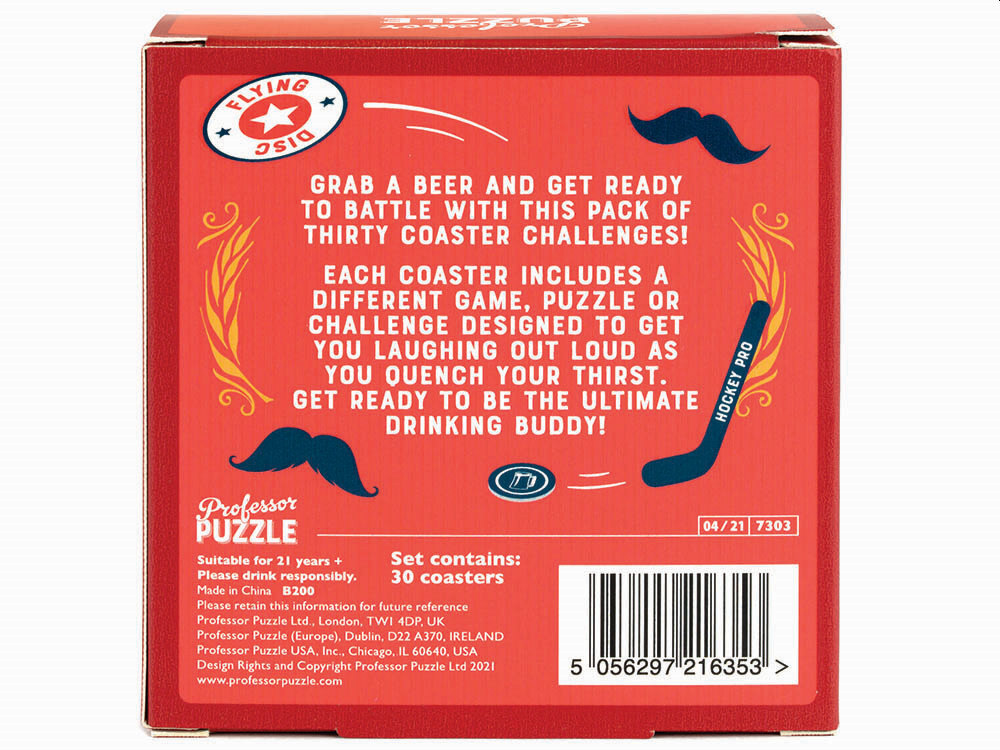 Professor
PUZZLE
FLYING
DISC
GRAB A BEER AND GET READY
TO BATTLE WITH THIS PACK OF
THIRTY COASTER CHALLENGES!
EACH COASTER INCLUDES A
DIFFERENT GAME, PUZZLE OR
CHALLENGE DESIGNED TO GET
YOU LAUGHING OUT LOUD AS
YOU QUENCH YOUR THIRST.
GET READY TO BE THE ULTIMATE
DRINKING BUDDY!
HOCKEY PRO
Professor
PUZZLE
04/21 7303
Suitable for 21 years +
Please drink responsibly.
Made in China B200
Set contains:
30 coasters
Please retain this information for future reference
Professor Puzzle Ltd., London, TW1 4DP, UK
Professor Puzzle (Europe), Dublin, D22 A370, IRELAND
Professor Puzzle USA, Inc., Chicago, IL 60640, USA
Design Rights and Copyright Professor Puzzle Ltd 2021
www.professorpuzzle.com
5 056297 216353 >